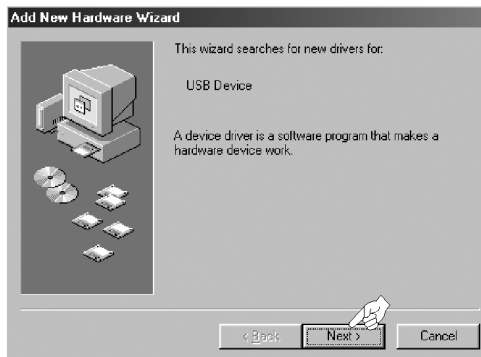 Add New Hardware Wizard
This wizard searches for new drivers for:
USB Device
A device driver is a software program that makes a
hardware device work.
< Back
Next >
Cancel